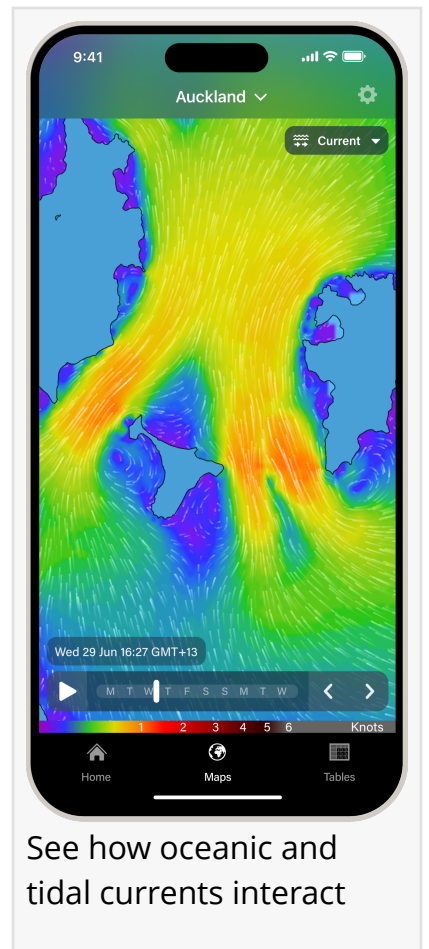 9:41
Auckland
Current
Wed 29 Jun 16:27 GMT+13
M T W T F S S M T W
1 2 3 4 5 6 Knots
Home Maps Tables
See how oceanic and
tidal currents interact